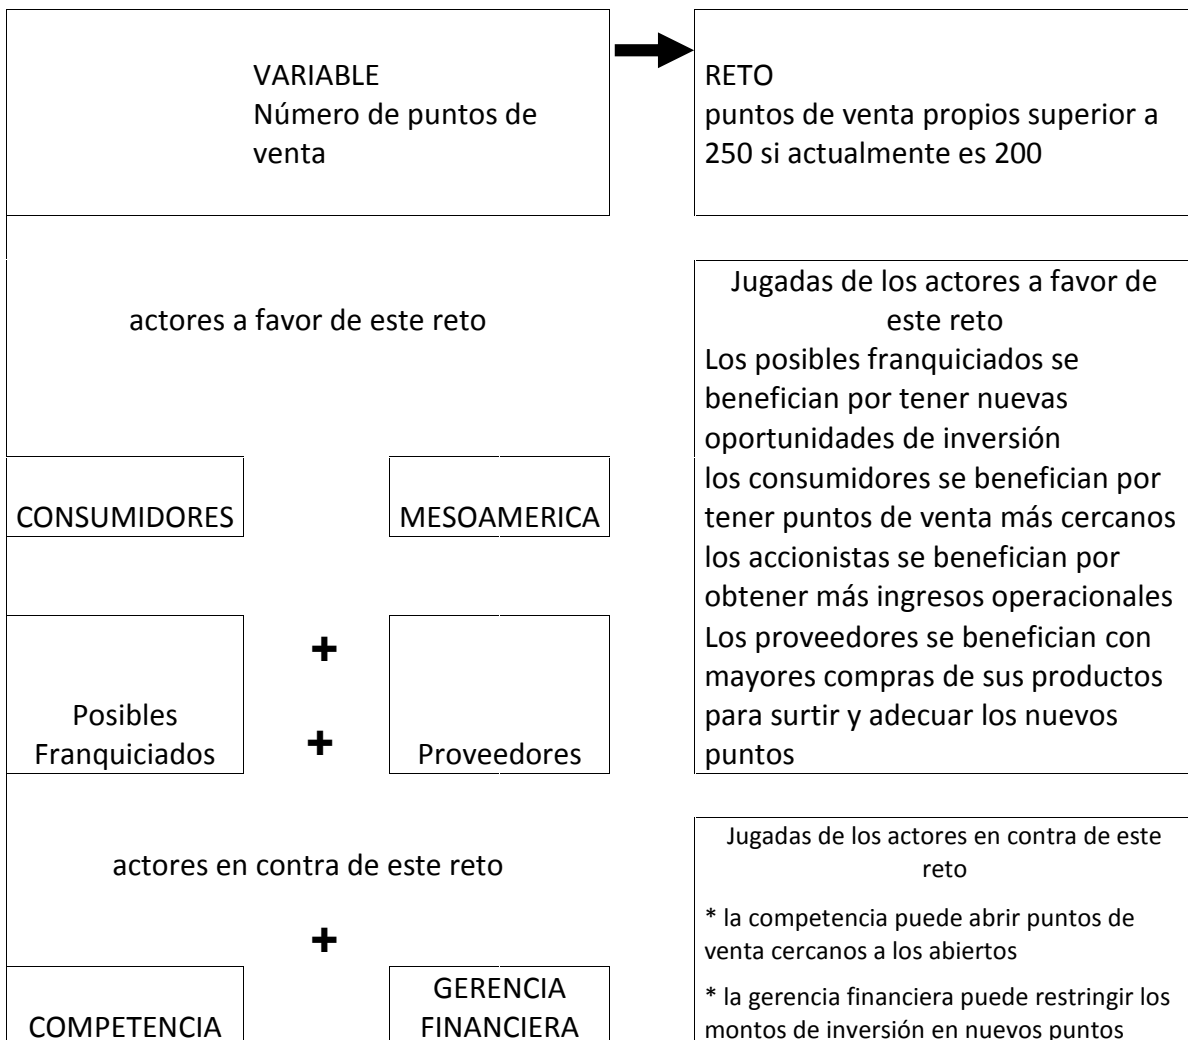 VARIABLE
Número de puntos de
venta
RETO
puntos de venta propios superior a
250 si actualmente es 200
actores a favor de este reto
CONSUMIDORES
MESOAMERICA
+
Posibles
Franquiciados
+
Proveedores
Jugadas de los actores a favor de
este reto
Los posibles franquiciados se
benefician por tener nuevas
oportunidades de inversión
los consumidores se benefician por
tener puntos de venta más cercanos
los accionistas se benefician por
obtener más ingresos operacionales
Los proveedores se benefician con
mayores compras de sus productos
para surtir y adecuar los nuevos
puntos
actores en contra de este reto
+
COMPETENCIA
GERENCIA
FINANCIERA
Jugadas de los actores en contra de este
reto
* la competencia puede abrir puntos de
venta cercanos a los abiertos
* la gerencia financiera puede restringir los
montos de inversión en nuevos puntos